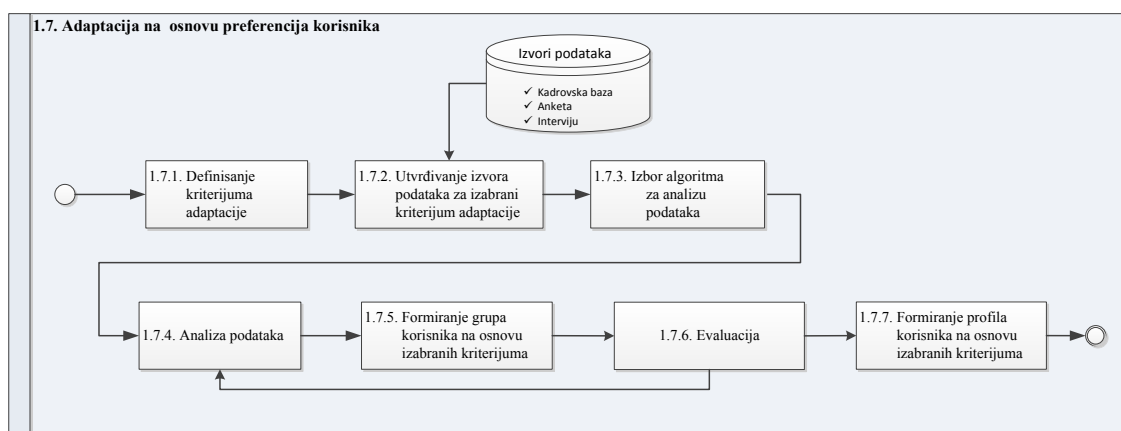 1.7. Adaptacija na osnovu preferencija korisnika
Izvori podataka
✓ Kadrovska baza
✓ Anketa
✓ Interviju
1.7.1. Definisanje
kriterijuma
adaptacije
1.7.2. Utvrđivanje izvora
podataka za izabrani
kriterijum adaptacije
1.7.3. Izbor algoritma
za analizu
podataka
1.7.4. Analiza podataka
1.7.5. Formiranje grupa
korisnika na osnovu
izabranih kriterijuma
1.7.6. Evaluacija
1.7.7. Formiranje profila
korisnika na osnovu
izabranih kriterijuma